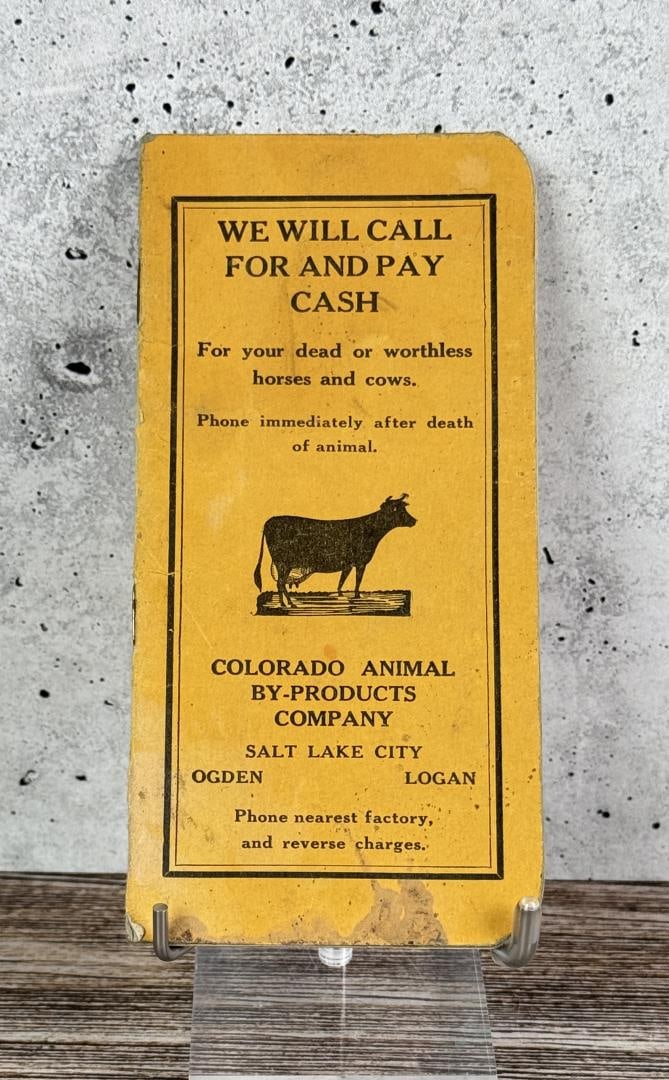 WE WILL CALL
FOR AND PAY
CASH
For your dead or worthless
horses and cows.
Phone immediately after death
of animal.
COLORADO ANIMAL
BY-PRODUCTS
COMPANY
SALT LAKE CITY
OGDEN LOGAN
Phone nearest factory,
and reverse charges.